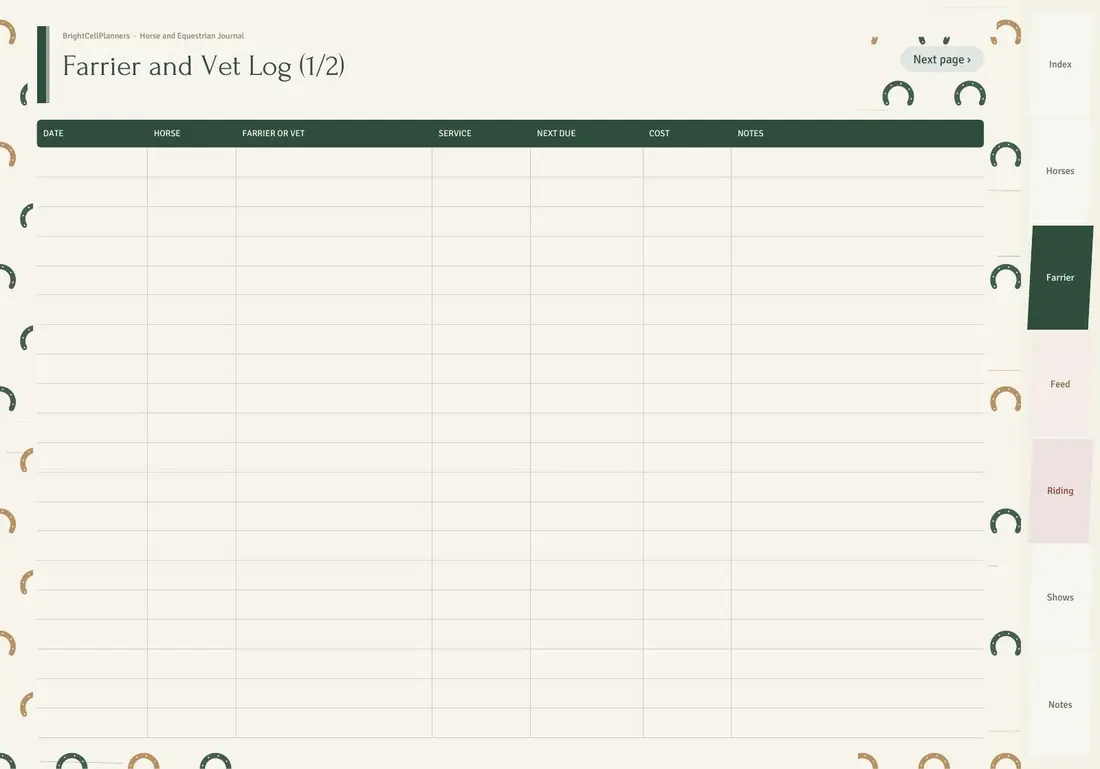 BrightCellPlanners - Horse and Equestrian Journal
Farrier and Vet Log (1/2)
Next page ›
DATE HORSE FARRIER OR VET SERVICE NEXT DUE COST NOTES
Index
Horses
Farrier
Feed
Riding
Shows
Notes